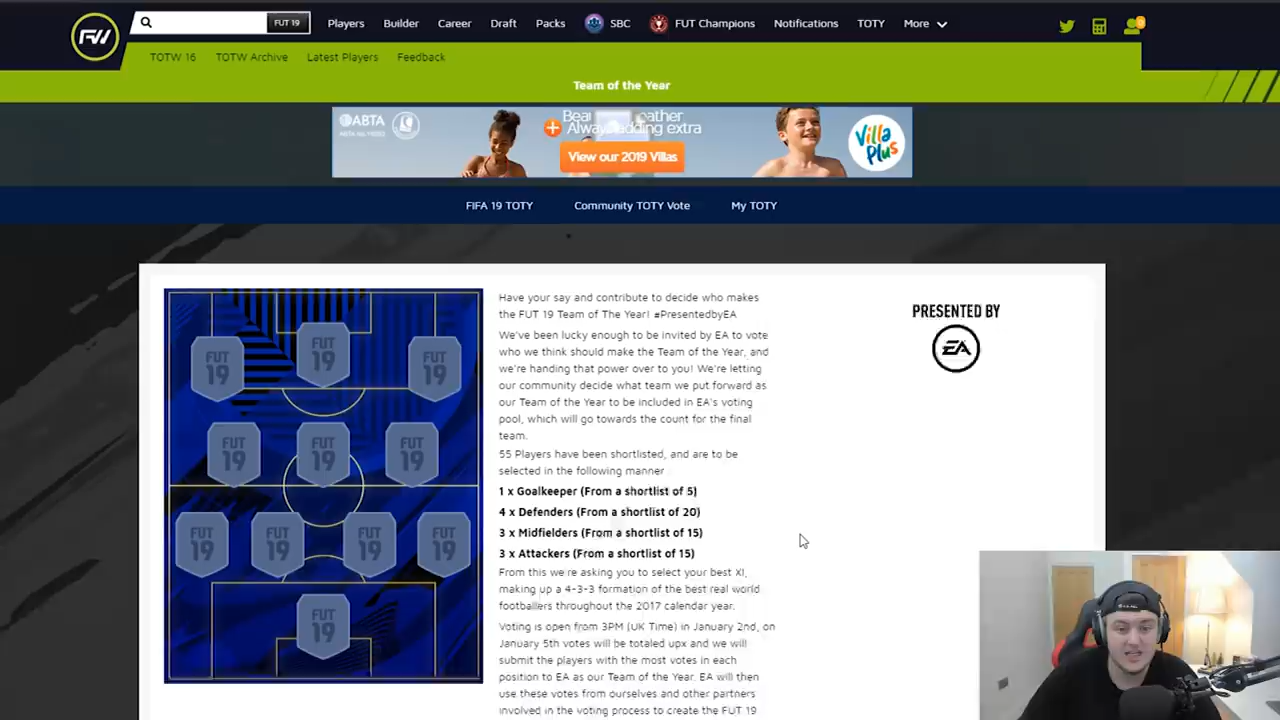 FUT 19
Players
Builder
Career
Draft
Packs
SBC
FUT Champions
Notifications
TOTY
More
TOTW 16
TOTW Archive
Latest Players
Feedback
Team of the Year
ABTA
Always adding extra
View our 2019 Villas
Villa Plus
FIFA 19 TOTY
Community TOTY Vote
My TOTY
FUT 19
FUT 19
FUT 19
FUT 19
FUT 19
FUT 19
FUT 19
FUT 19
FUT 19
FUT 19
FUT 19
Have your say and contribute to decide who makes
the FUT 19 Team of The Year! #PresentedbyEA
We've been lucky enough to be invited by EA to vote
who we think should make the Team of the Year, and
we're handing that power over to you! We're letting
our community decide what team we put forward as
our Team of the Year to be included in EA's voting
pool, which will go towards the count for the final
team.
55 Players have been shortlisted, and are to be
selected in the following manner
1 x Goalkeeper (From a shortlist of 5)
4 x Defenders (From a shortlist of 20)
3 x Midfielders (From a shortlist of 15)
3 x Attackers (From a shortlist of 15)
From this we're asking you to select your best XI,
making up a 4-3-3 formation of the best real world
footballers throughout the 2017 calendar year.
Voting is open from 3PM (UK Time) in January 2nd, on
January 5th votes will be totaled upx and we will
submit the players with the most votes in each
position to EA as our Team of the Year. EA will then
use these votes from ourselves and other partners
involved in the voting process to create the FUT 19
PRESENTED BY
EA